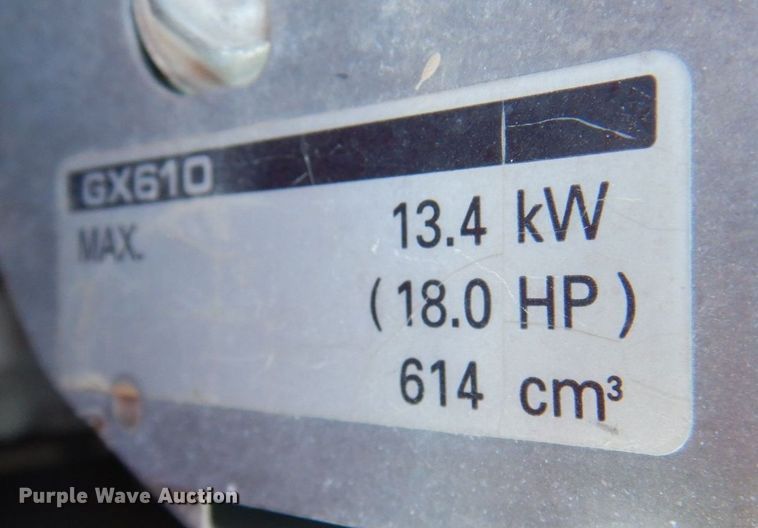 GX610
MAX. 13.4 kW
(18.0 HP)
614 cm³
Purple Wave Auction